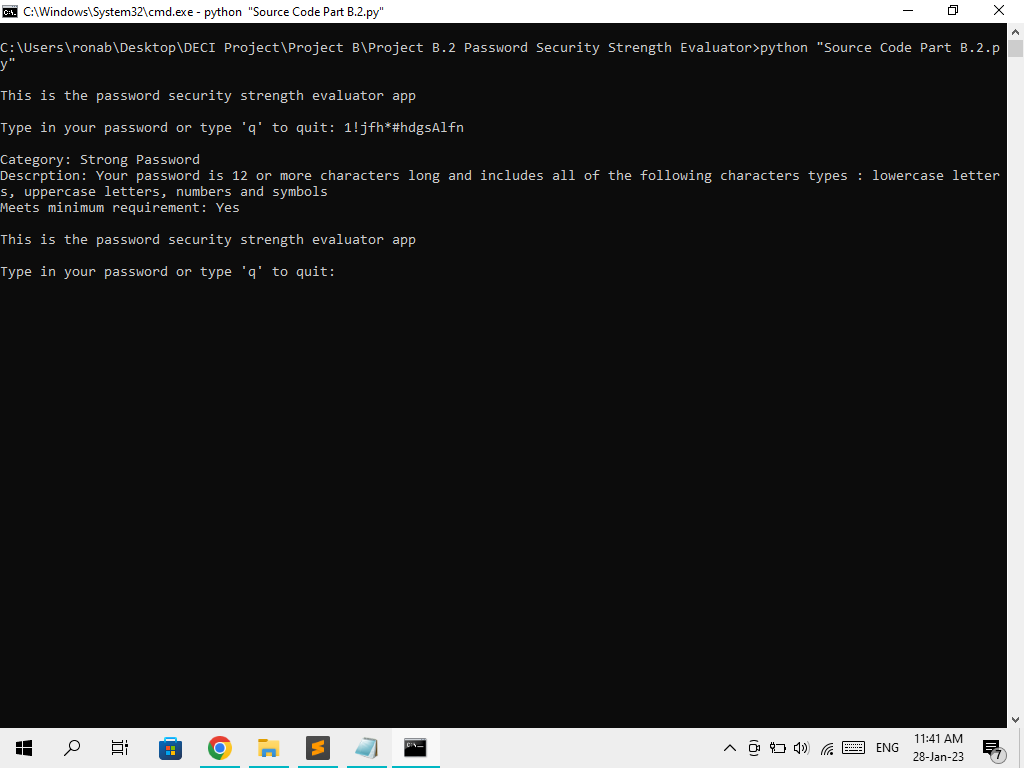 C:\Windows\System32\cmd.exe - python  "Source Code Part B.2.py"
C:\Users\ronab\Desktop\DECI Project\Project B\Project B.2 Password Security Strength Evaluator>python "Source Code Part B.2.p
y"
This is the password security strength evaluator app
Type in your password or type 'q' to quit: 1!jfh*#hdgsAlfn
Category: Strong Password
Descrption: Your password is 12 or more characters long and includes all of the following characters types : lowercase letter
s, uppercase letters, numbers and symbols
Meets minimum requirement: Yes
This is the password security strength evaluator app
Type in your password or type 'q' to quit:
ENG
11:41 AM
28-Jan-23
7